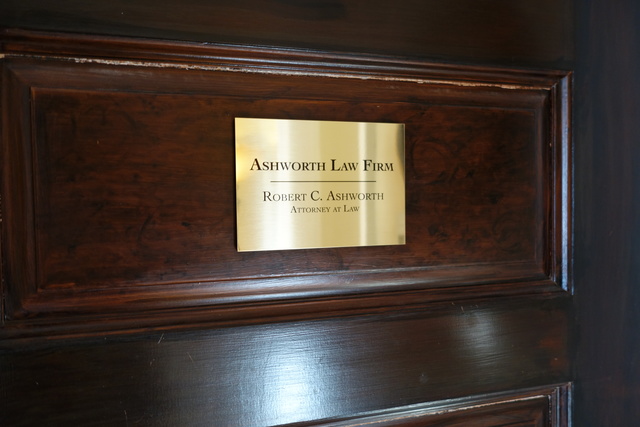 Ashworth Law Firm
Robert C. Ashworth
Attorney at Law